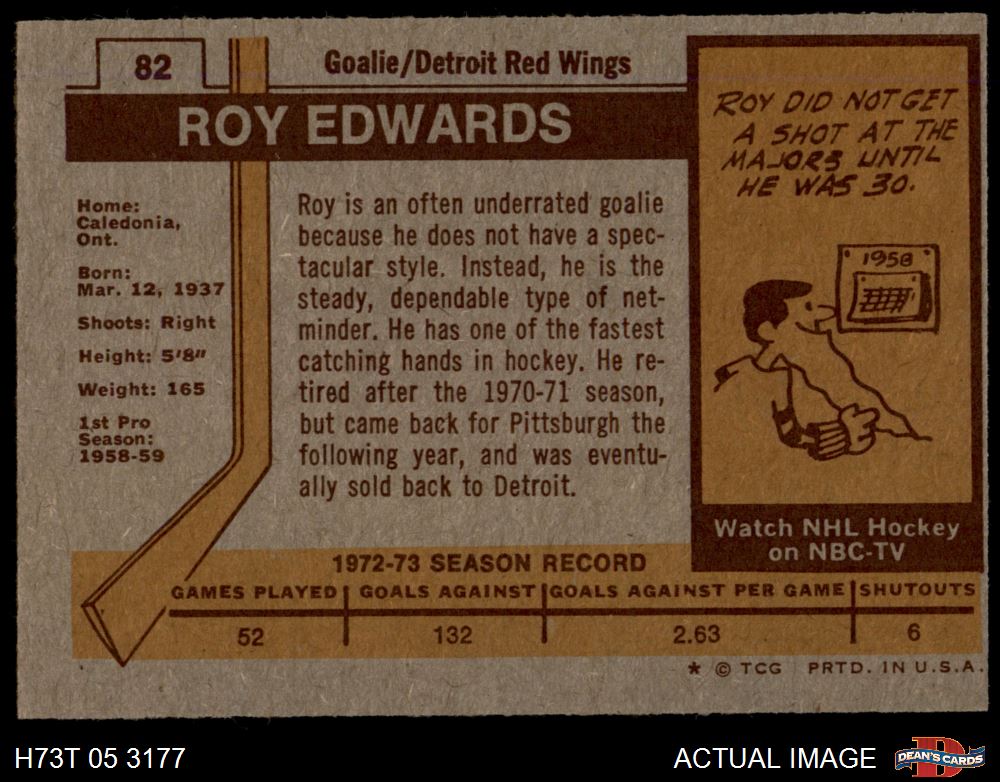 82
Goalie/Detroit Red Wings
ROY EDWARDS
Home:
Caledonia,
Ont.
Born:
Mar. 12, 1937
Shoots: Right
Height: 5'8"
Weight: 165
1st Pro
Season:
1958-59
Roy is an often underrated goalie
because he does not have a spec-
tacular style. Instead, he is the
steady, dependable type of net-
minder. He has one of the fastest
catching hands in hockey. He re-
tired after the 1970-71 season,
but came back for Pittsburgh the
following year, and was eventu-
ally sold back to Detroit.
ROY DID NOT GET
A SHOT AT THE
MAJORS UNTIL
HE WAS 30.
1958
Watch NHL Hockey
on NBC-TV
1972-73 SEASON RECORD
GAMES PLAYED GOALS AGAINST GOALS AGAINST PER GAME SHUTOUTS
52 132 2.63 6
* © TCG PRTD. IN U.S.A.
H73T 05 3177
ACTUAL IMAGE
DEAN'S CARDS